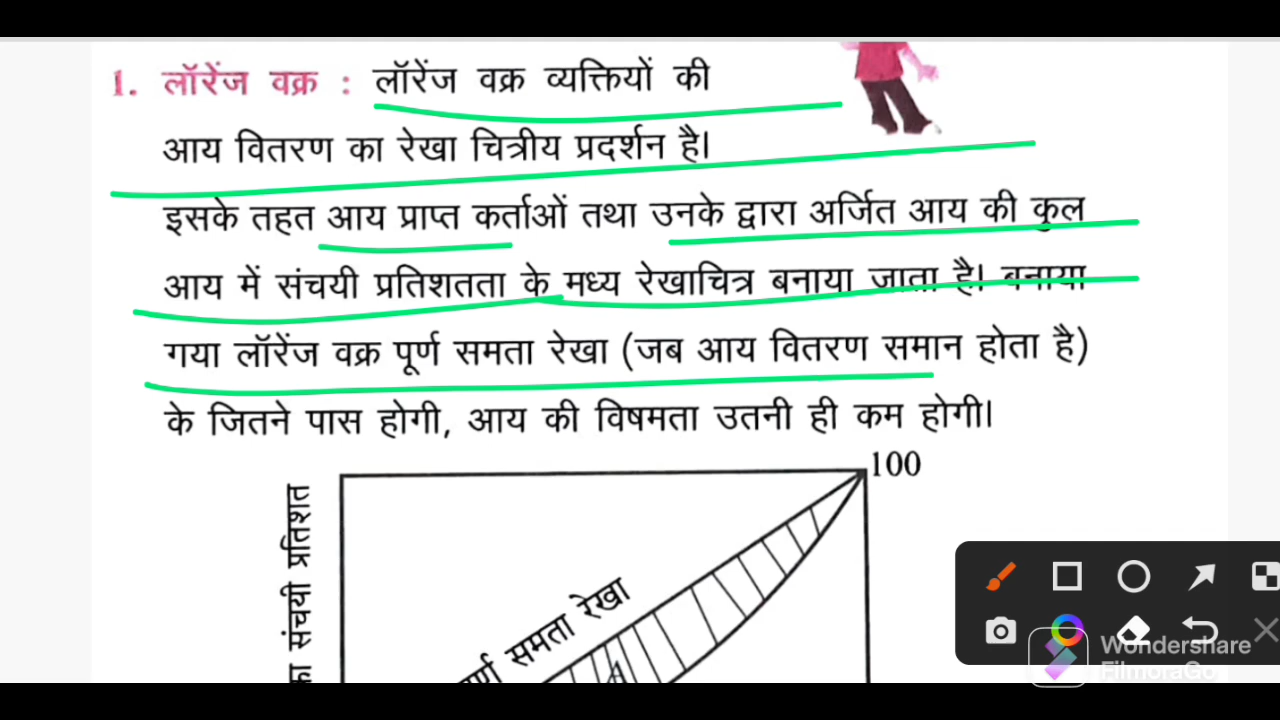 1. लॉरेंज वक्र : लॉरेंज वक्र व्यक्तियों की
आय वितरण का रेखा चित्रीय प्रदर्शन है।
इसके तहत आय प्राप्त कर्ताओं तथा उनके द्वारा अर्जित आय की कुल
आय में संचयी प्रतिशतता के मध्य रेखाचित्र बनाया जाता है। बनाया
गया लॉरेंज वक्र पूर्ण समता रेखा (जब आय वितरण समान होता है)
के जितने पास होगी, आय की विषमता उतनी ही कम होगी।
100
का संचयी प्रतिशत
समता रेखा
A
Wondershare
FilmoraGo